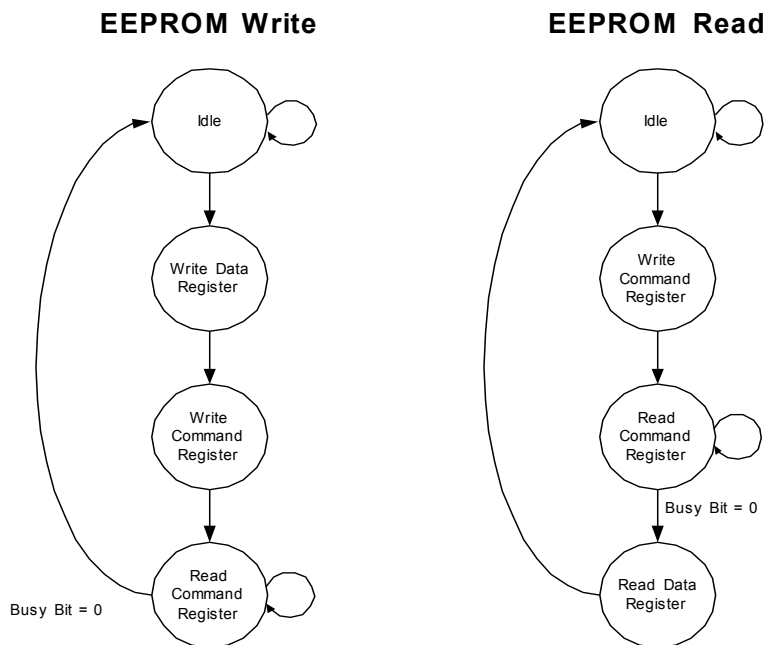 EEPROM Write
Idle
Write Data
Register
Write
Command
Register
Read
Command
Register
Busy Bit = 0
EEPROM Read
Idle
Write
Command
Register
Read
Command
Register
Busy Bit = 0
Read Data
Register